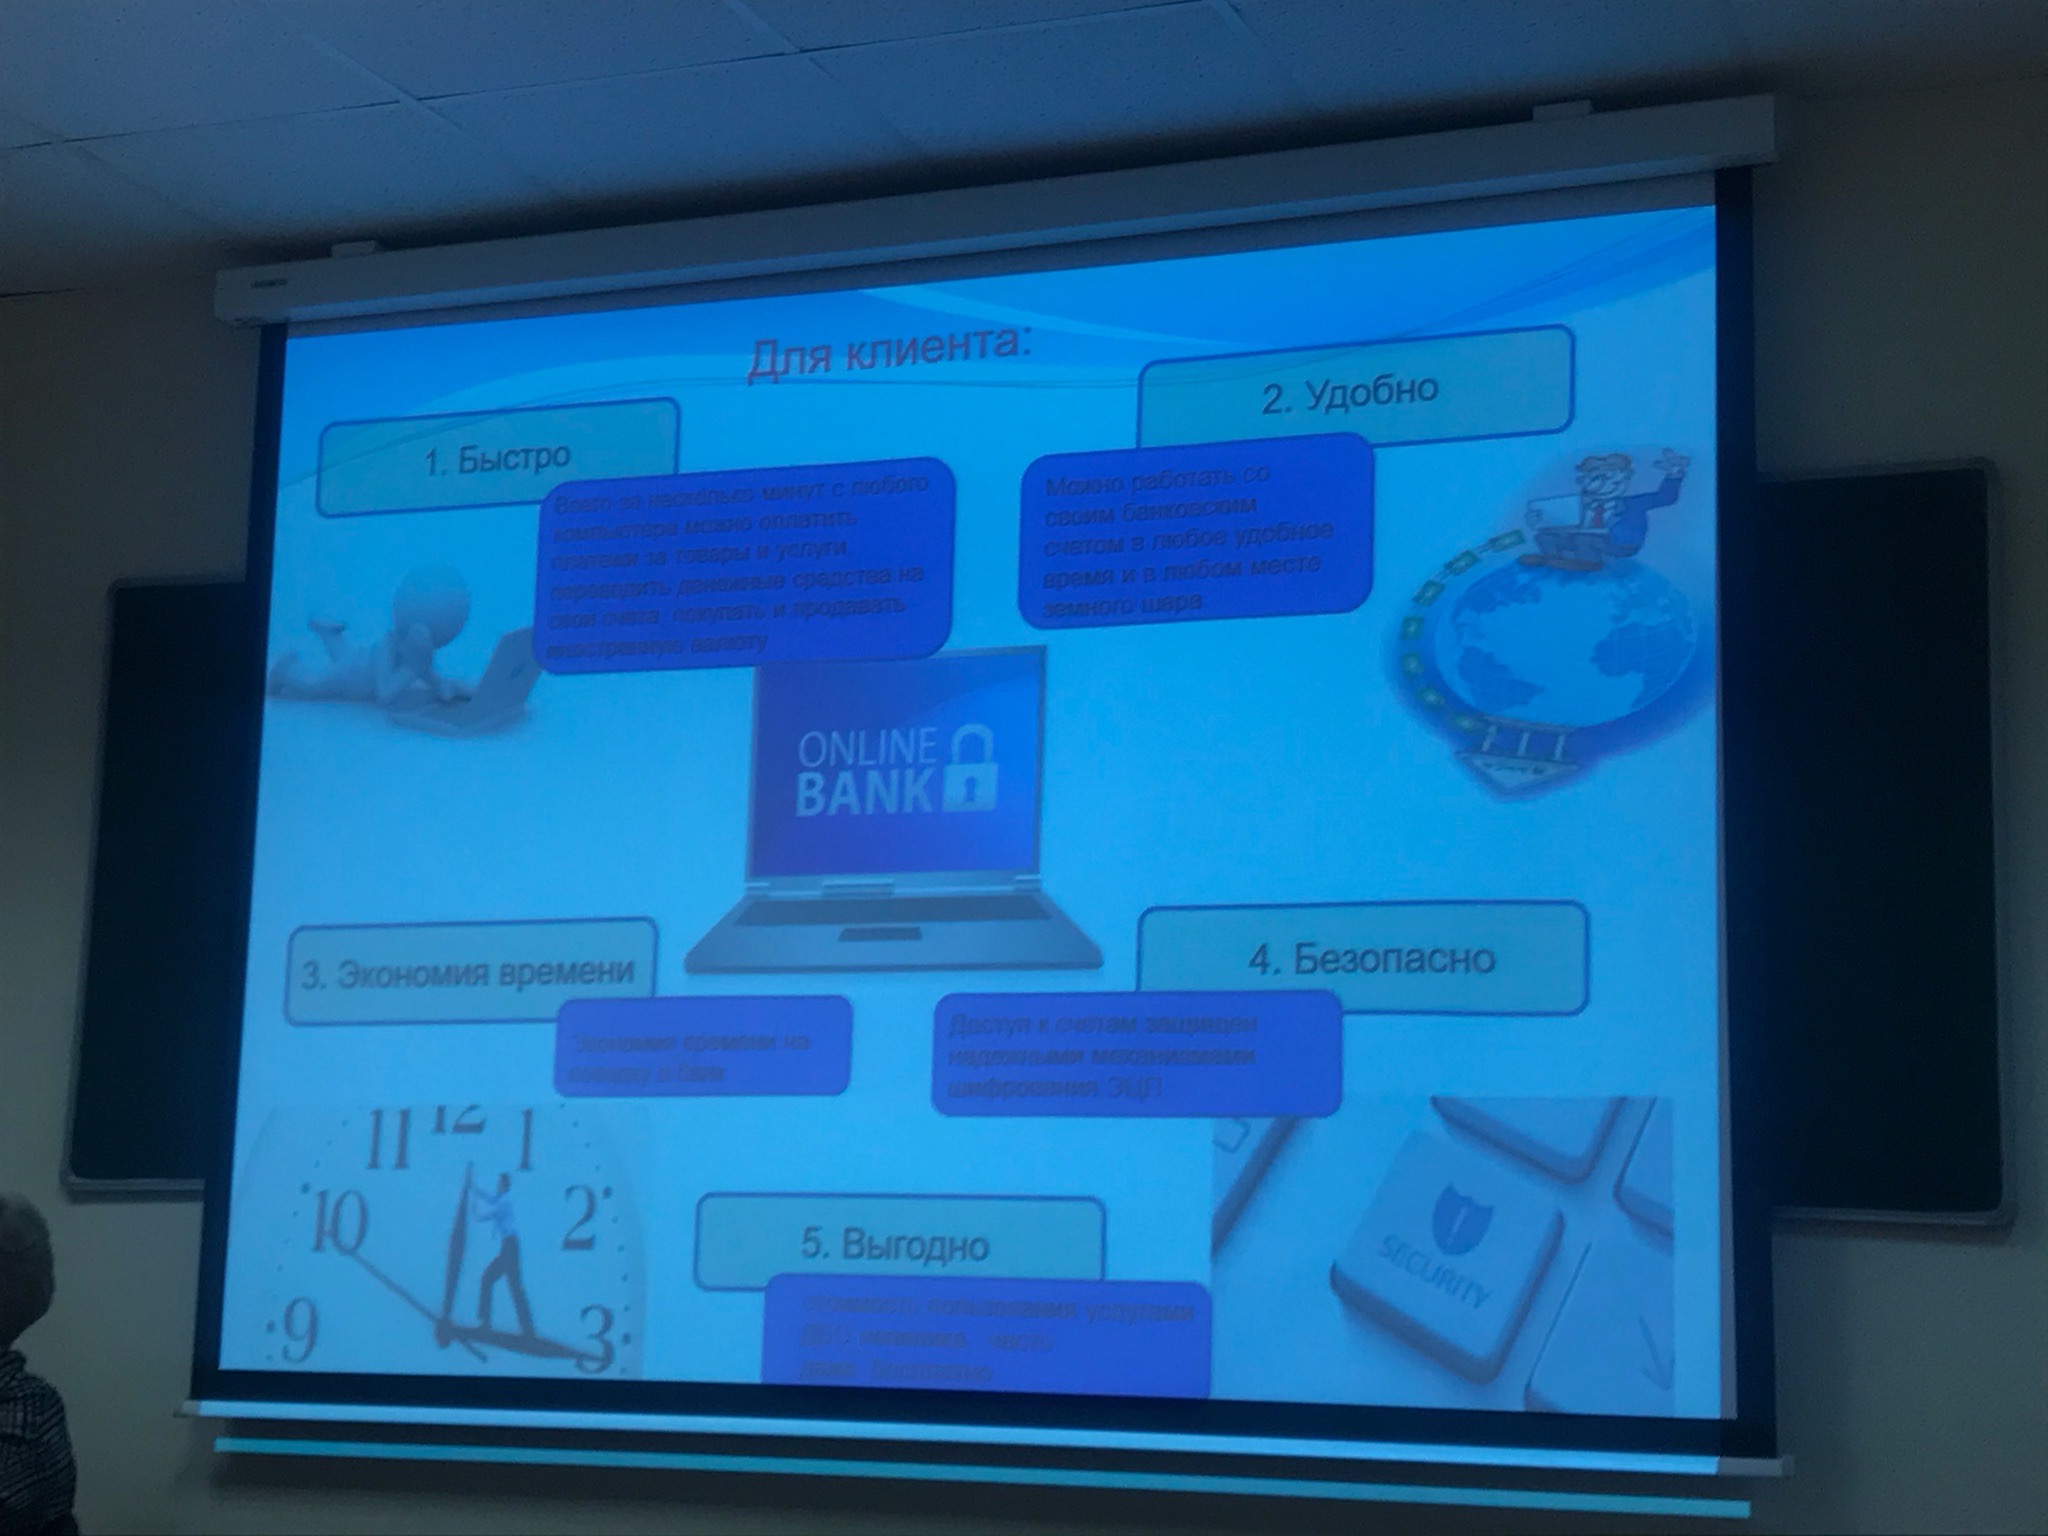 Для клиента:
1. Быстро
Всего за несколько минут с любого
компьютера можно оплатить
платежи за товары и услуги,
переводить денежные средства на
свои счета, покупать и продавать
иностранную валюту
2. Удобно
Можно работать со
своим банковским
счетом в любое удобное
время и в любом месте
земного шара
ONLINE
BANK
3. Экономия времени
Экономия времени на
поездку в банк
4. Безопасно
Доступ к счетам защищен
надежными механизмами
шифрования ЭЦП
11 12 1
10 2
9 3
5. Выгодно
стоимость пользования услугами
ДБО невелика, часто
даже бесплатно
SECURITY